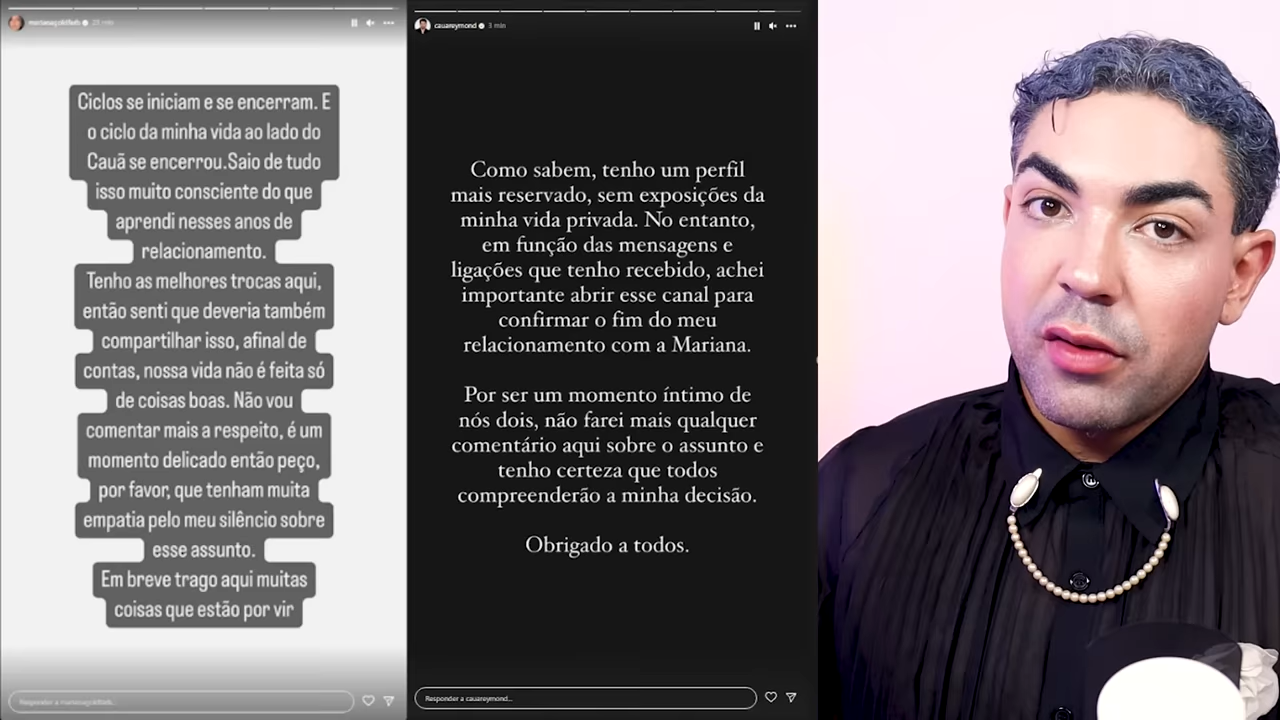 marianagoldfarb 21 min
Ciclos se iniciam e se encerram. E
o ciclo da minha vida ao lado do
Cauã se encerrou.Saio de tudo
isso muito consciente do que
aprendi nesses anos de
relacionamento.
Tenho as melhores trocas aqui,
então senti que deveria também
compartilhar isso, afinal de
contas, nossa vida não é feita só
de coisas boas. Não vou
comentar mais a respeito, é um
momento delicado então peço,
por favor, que tenham muita
empatia pelo meu silêncio sobre
esse assunto.
Em breve trago aqui muitas
coisas que estão por vir
Responder a marianagoldfarb...
cauareymond 3 min
Como sabem, tenho um perfil
mais reservado, sem exposições da
minha vida privada. No entanto,
em função das mensagens e
ligações que tenho recebido, achei
importante abrir esse canal para
confirmar o fim do meu
relacionamento com a Mariana.
Por ser um momento íntimo de
nós dois, não farei mais qualquer
comentário aqui sobre o assunto e
tenho certeza que todos
compreenderão a minha decisão.
Obrigado a todos.
Responder a cauareymond...